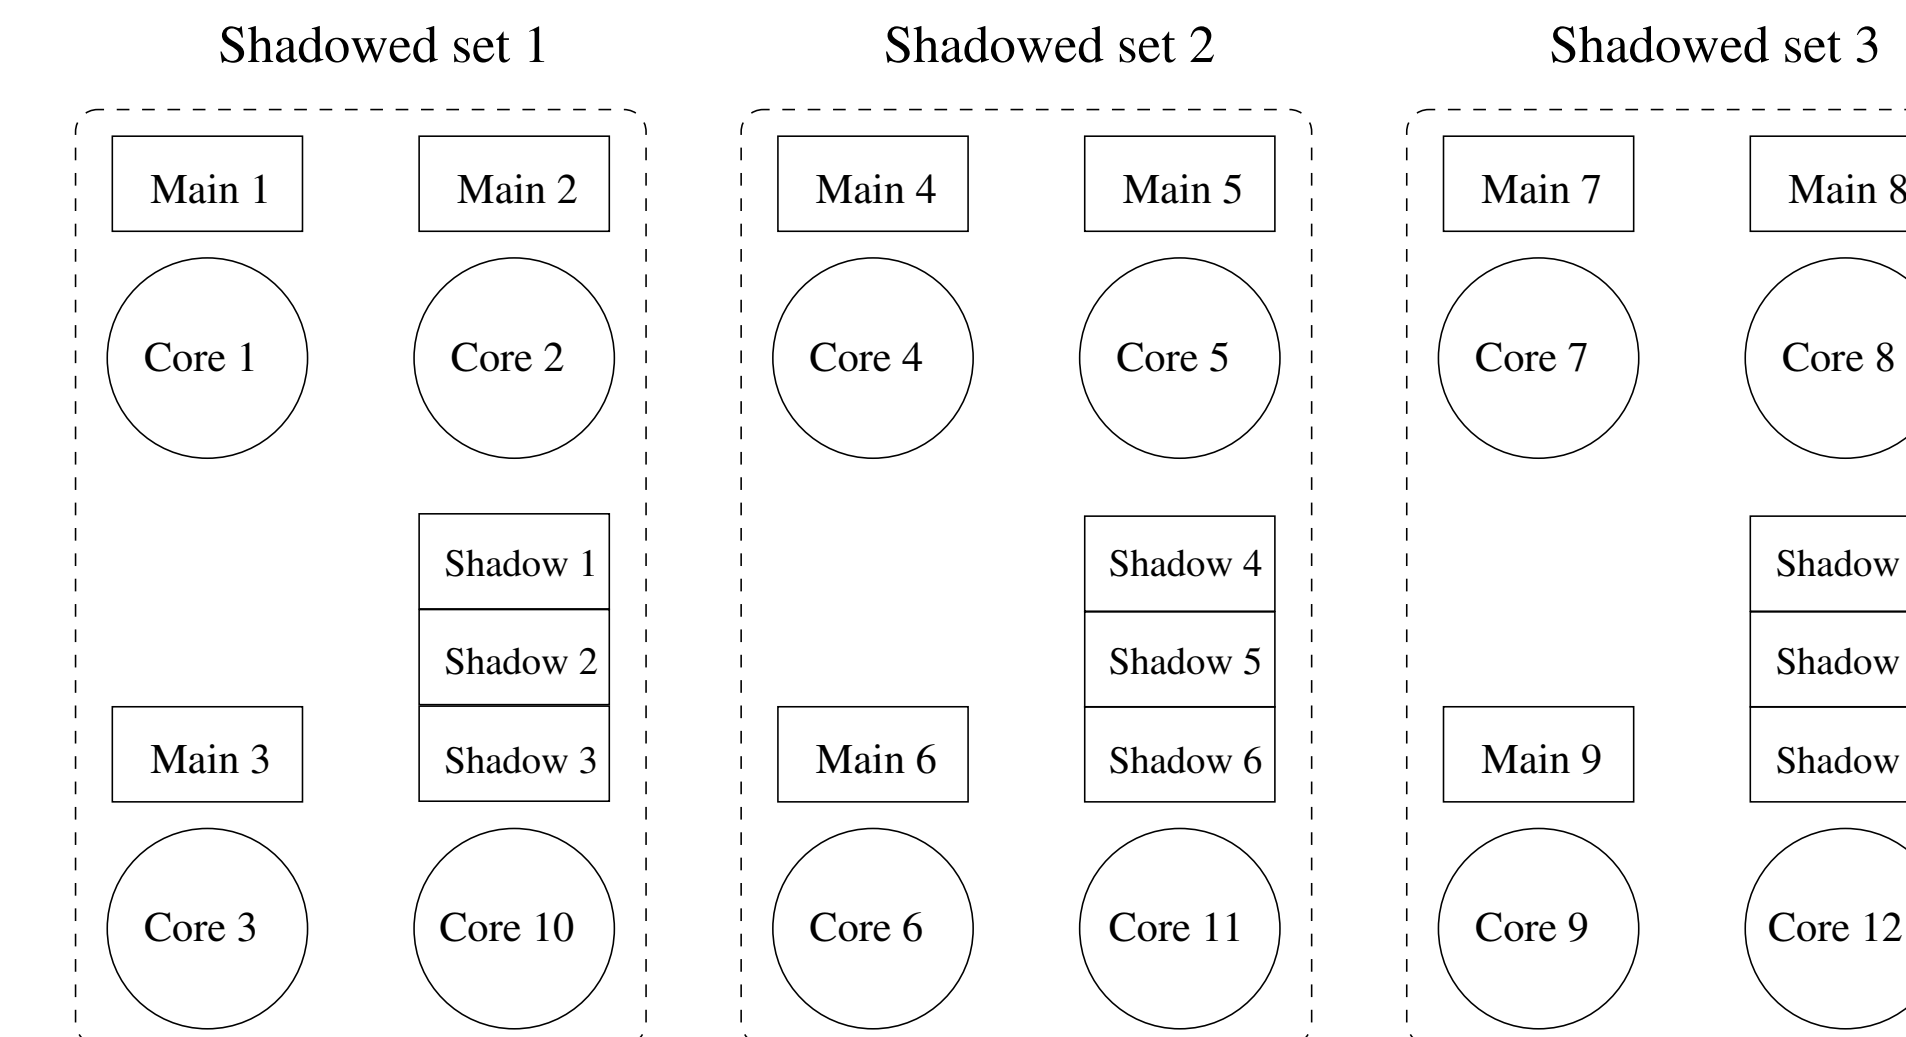 Shadowed set 1
Main 1
Main 2
Core 1
Core 2
Shadow 1
Shadow 2
Shadow 3
Main 3
Core 3
Core 10
Shadowed set 2
Main 4
Main 5
Core 4
Core 5
Shadow 4
Shadow 5
Shadow 6
Main 6
Core 6
Core 11
Shadowed set 3
Main 7
Main 8
Core 7
Core 8
Shadow
Shadow
Shadow
Main 9
Core 9
Core 12